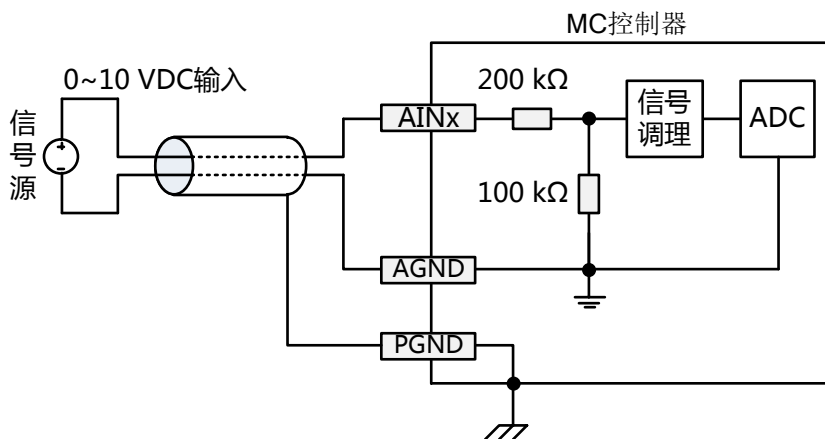 MC控制器
0~10 VDC输入
200 kΩ
信号源
+
-
AINx
信号
调理
ADC
100 kΩ
AGND
PGND